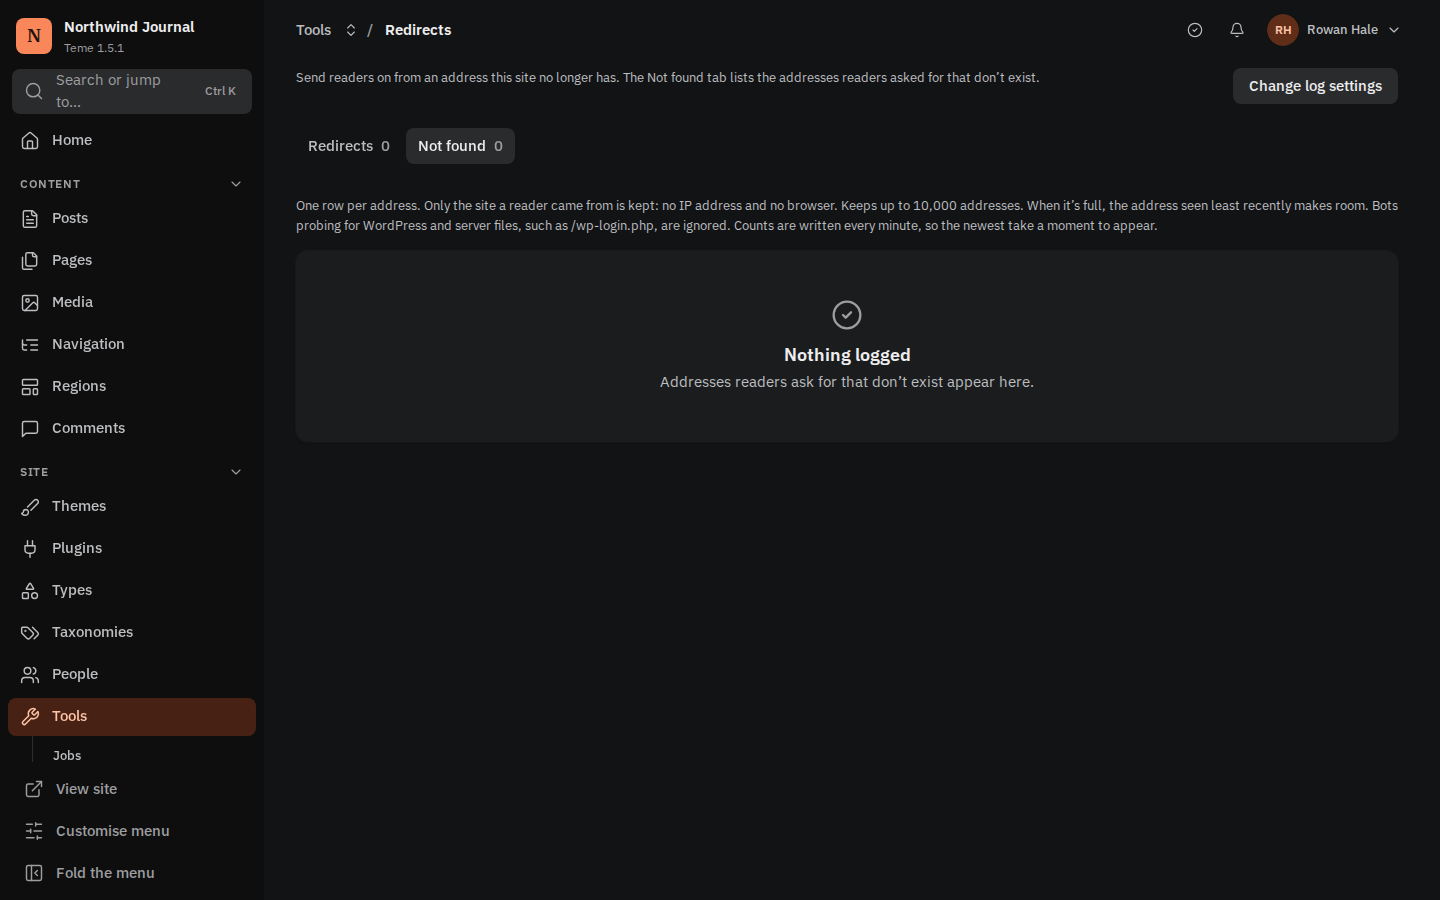 N
Northwind Journal
Teme 1.5.1
Search or jump
to...
Ctrl K
Home
CONTENT
Posts
Pages
Media
Navigation
Regions
Comments
SITE
Themes
Plugins
Types
Taxonomies
People
Tools
Jobs
View site
Customise menu
Fold the menu
Tools / Redirects
RH Rowan Hale
Send readers on from an address this site no longer has. The Not found tab lists the addresses readers asked for that don’t exist.
Change log settings
Redirects 0
Not found 0
One row per address. Only the site a reader came from is kept: no IP address and no browser. Keeps up to 10,000 addresses. When it’s full, the address seen least recently makes room. Bots
probing for WordPress and server files, such as /wp-login.php, are ignored. Counts are written every minute, so the newest take a moment to appear.
Nothing logged
Addresses readers ask for that don’t exist appear here.